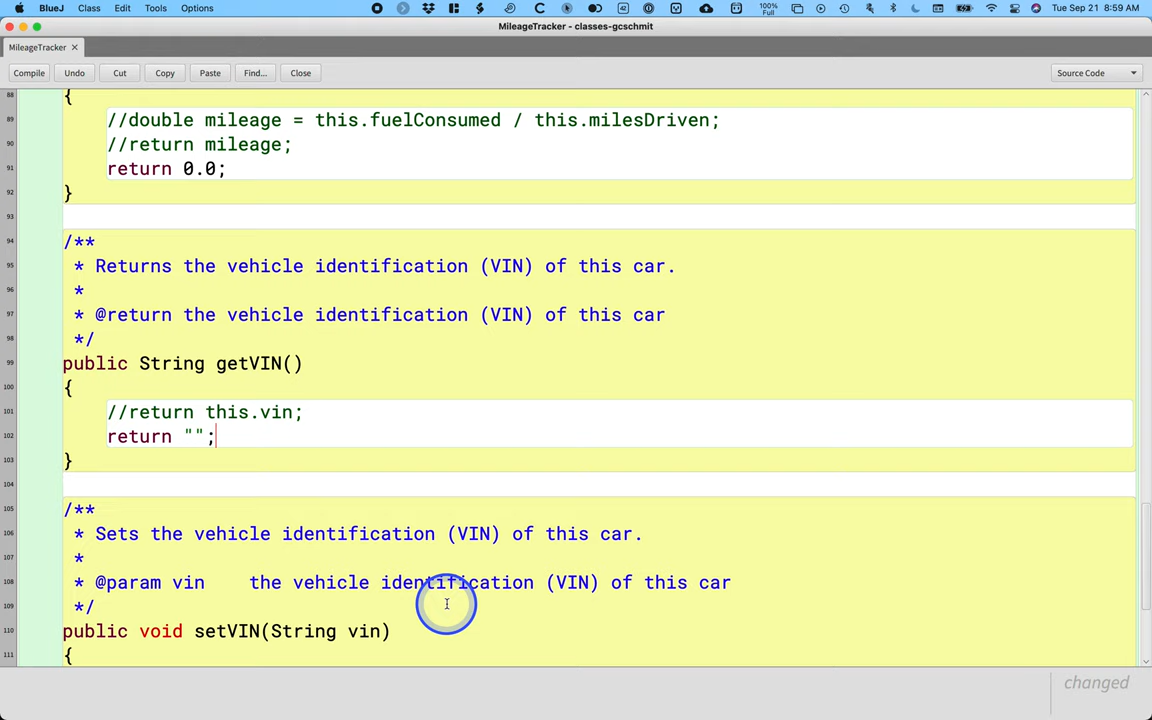 BlueJ Class Edit Tools Options 42 100% Full Tue Sep 21 8:59 AM
MileageTracker - classes-gcschmit
MileageTracker ×
Compile Undo Cut Copy Paste Find... Close Source Code
88 {
89 //double mileage = this.fuelConsumed / this.milesDriven;
90 //return mileage;
91 return 0.0;
92 }
93
94 /**
95 * Returns the vehicle identification (VIN) of this car.
96 *
97 * @return the vehicle identification (VIN) of this car
98 */
99 public String getVIN()
100 {
101 //return this.vin;
102 return "";
103 }
104
105 /**
106 * Sets the vehicle identification (VIN) of this car.
107 *
108 * @param vin the vehicle identification (VIN) of this car
109 */
110 public void setVIN(String vin)
111 {
changed